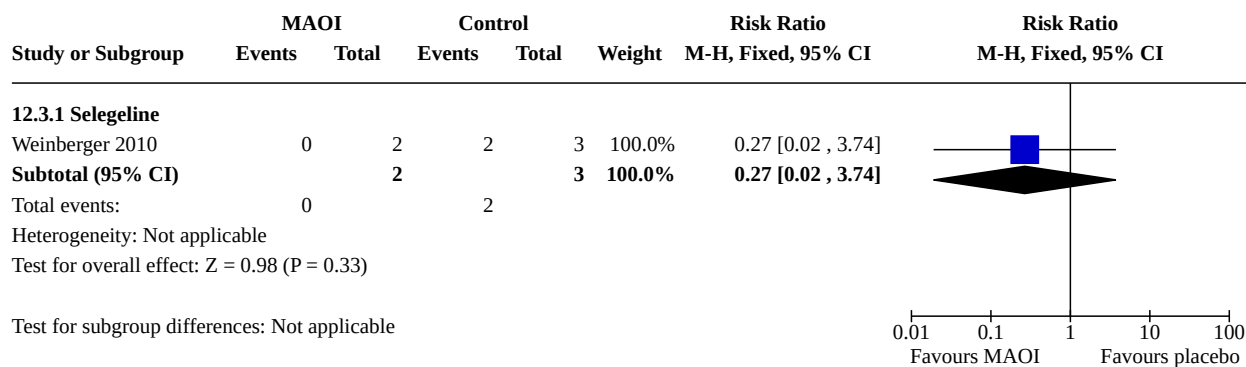 MAOI Control Risk Ratio Risk Ratio
Study or Subgroup Events Total Events Total Weight M-H, Fixed, 95% CI M-H, Fixed, 95% CI
12.3.1 Selegeline
Weinberger 2010 0 2 2 3 100.0% 0.27 [0.02 , 3.74]
Subtotal (95% CI) 2 3 100.0% 0.27 [0.02 , 3.74]
Total events: 0 2
Heterogeneity: Not applicable
Test for overall effect: Z = 0.98 (P = 0.33)
Test for subgroup differences: Not applicable
0.01 0.1 1 10 100
Favours MAOI Favours placebo